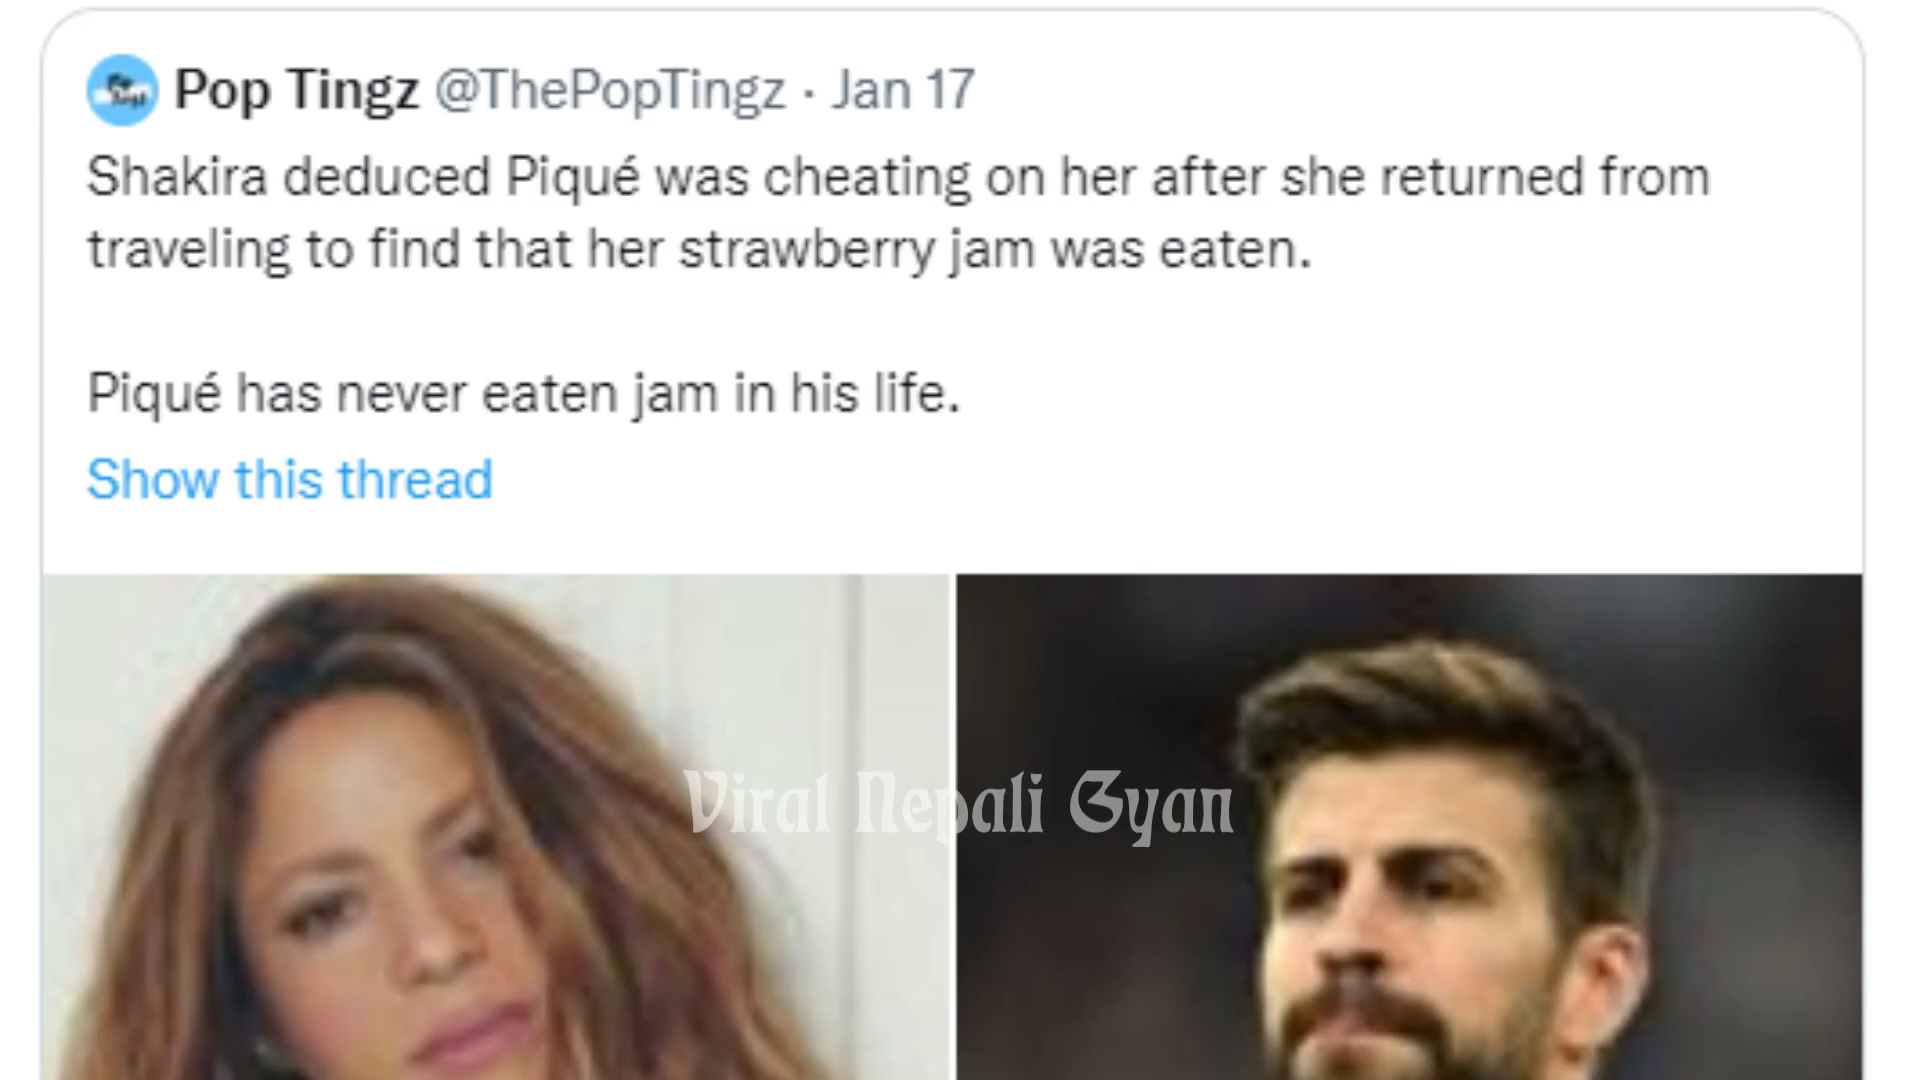 Pop Tingz @ThePopTingz · Jan 17
Shakira deduced Piqué was cheating on her after she returned from
traveling to find that her strawberry jam was eaten.
Piqué has never eaten jam in his life.
Show this thread
Viral Nepali Gyan